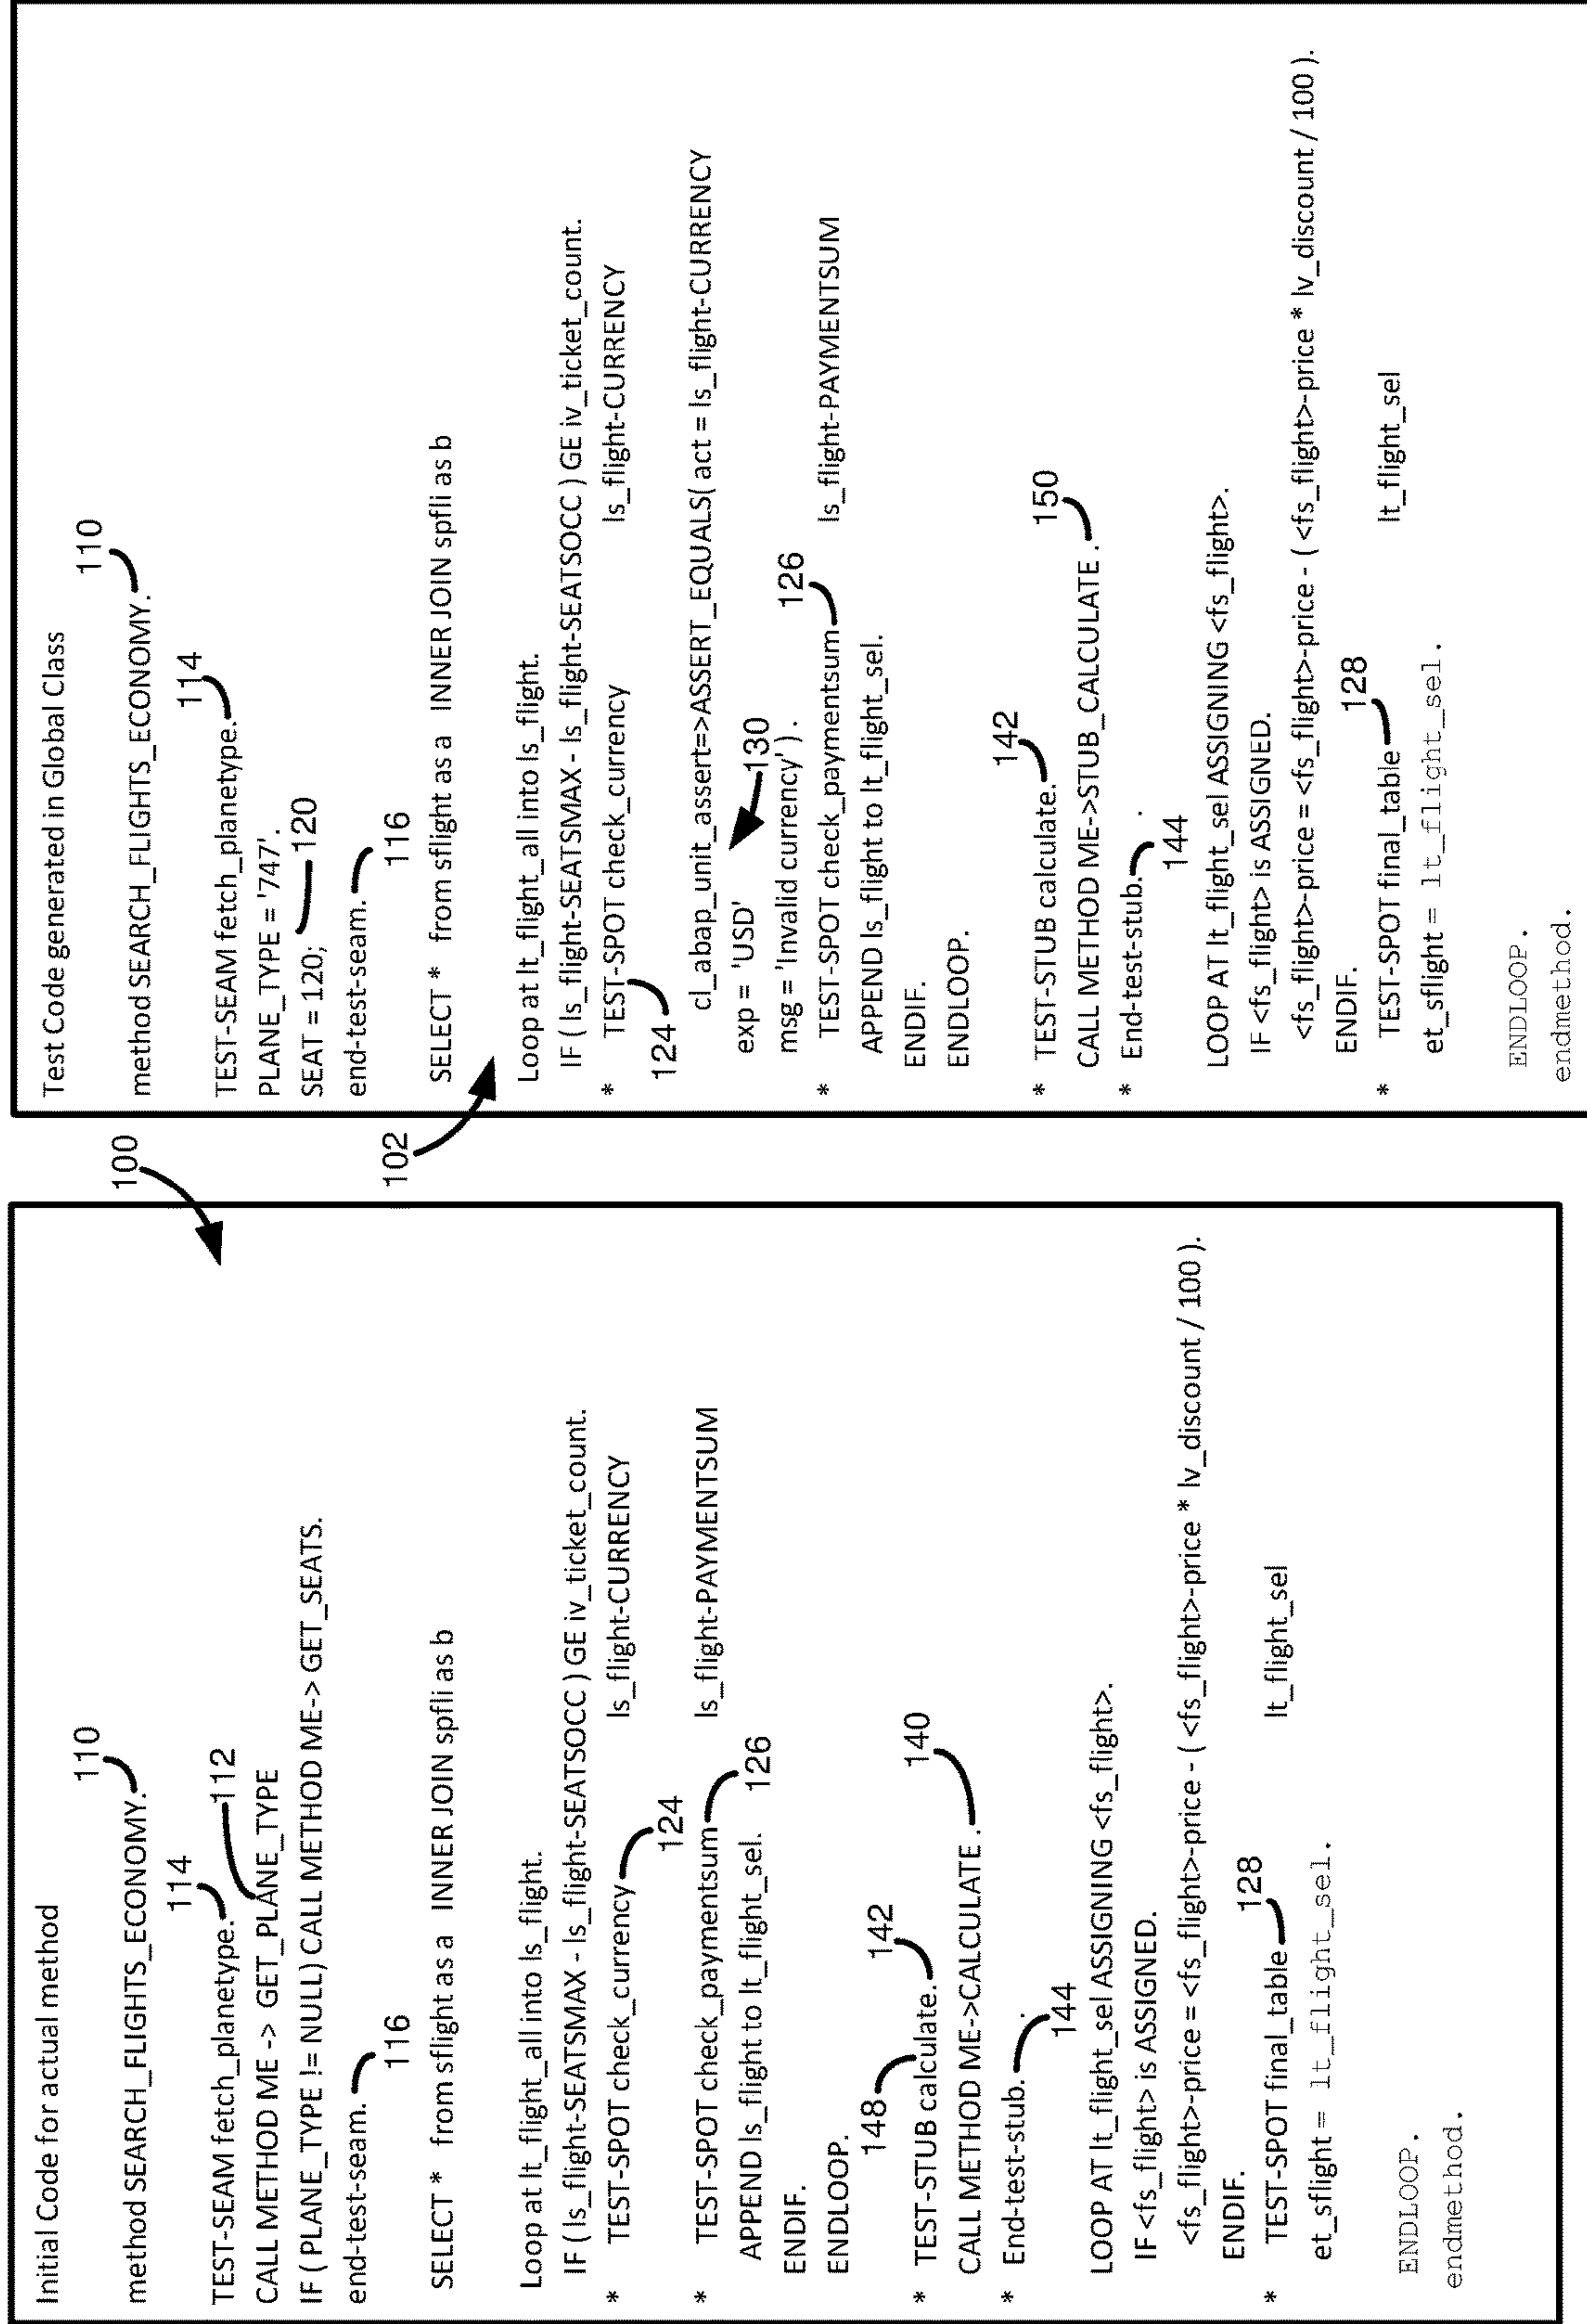 Initial Code for actual method
110
method SEARCH_FLIGHTS_ECONOMY.
114
TEST-SEAM fetch_planetype. 112
CALL METHOD ME -> GET_PLANE_TYPE
IF ( PLANE_TYPE != NULL) CALL METHOD ME-> GET_SEATS.
end-test-seam.
116
SELECT * from sflight as a INNER JOIN spfli as b
Loop at lt_flight_all into ls_flight.
IF ( ls_flight-SEATSMAX - ls_flight-SEATSOCC ) GE iv_ticket_count.
* TEST-SPOT check_currency ls_flight-CURRENCY
124
* TEST-SPOT check_paymentsum ls_flight-PAYMENTSUM
APPEND ls_flight to lt_flight_sel. 126
ENDIF.
ENDLOOP.
148 142 140
* TEST-STUB calculate.
CALL METHOD ME->CALCULATE .
* End-test-stub. .
144
LOOP AT lt_flight_sel ASSIGNING <fs_flight>.
IF <fs_flight> is ASSIGNED.
<fs_flight>-price = <fs_flight>-price - ( <fs_flight>-price * lv_discount / 100 ).
ENDIF. 128
* TEST-SPOT final_table lt_flight_sel
et_sflight = lt_flight_sel.
ENDLOOP.
endmethod.
100
102
Test Code generated in Global Class
110
method SEARCH_FLIGHTS_ECONOMY.
114
TEST-SEAM fetch_planetype.
PLANE_TYPE = '747'.
SEAT = 120; 120
end-test-seam.
116
SELECT * from sflight as a INNER JOIN spfli as b
Loop at lt_flight_all into ls_flight.
IF ( ls_flight-SEATSMAX - ls_flight-SEATSOCC ) GE iv_ticket_count.
* TEST-SPOT check_currency ls_flight-CURRENCY
124
cl_abap_unit_assert=>ASSERT_EQUALS( act = ls_flight-CURRENCY
exp = 'USD' 130
msg = 'Invalid currency' ) . 126
* TEST-SPOT check_paymentsum ls_flight-PAYMENTSUM
APPEND ls_flight to lt_flight_sel.
ENDIF.
ENDLOOP.
142 150
* TEST-STUB calculate.
CALL METHOD ME->STUB_CALCULATE .
* End-test-stub. .
144
LOOP AT lt_flight_sel ASSIGNING <fs_flight>.
IF <fs_flight> is ASSIGNED.
<fs_flight>-price = <fs_flight>-price - ( <fs_flight>-price * lv_discount / 100 ).
ENDIF. 128
* TEST-SPOT final_table lt_flight_sel
et_sflight = lt_flight_sel.
ENDLOOP.
endmethod.